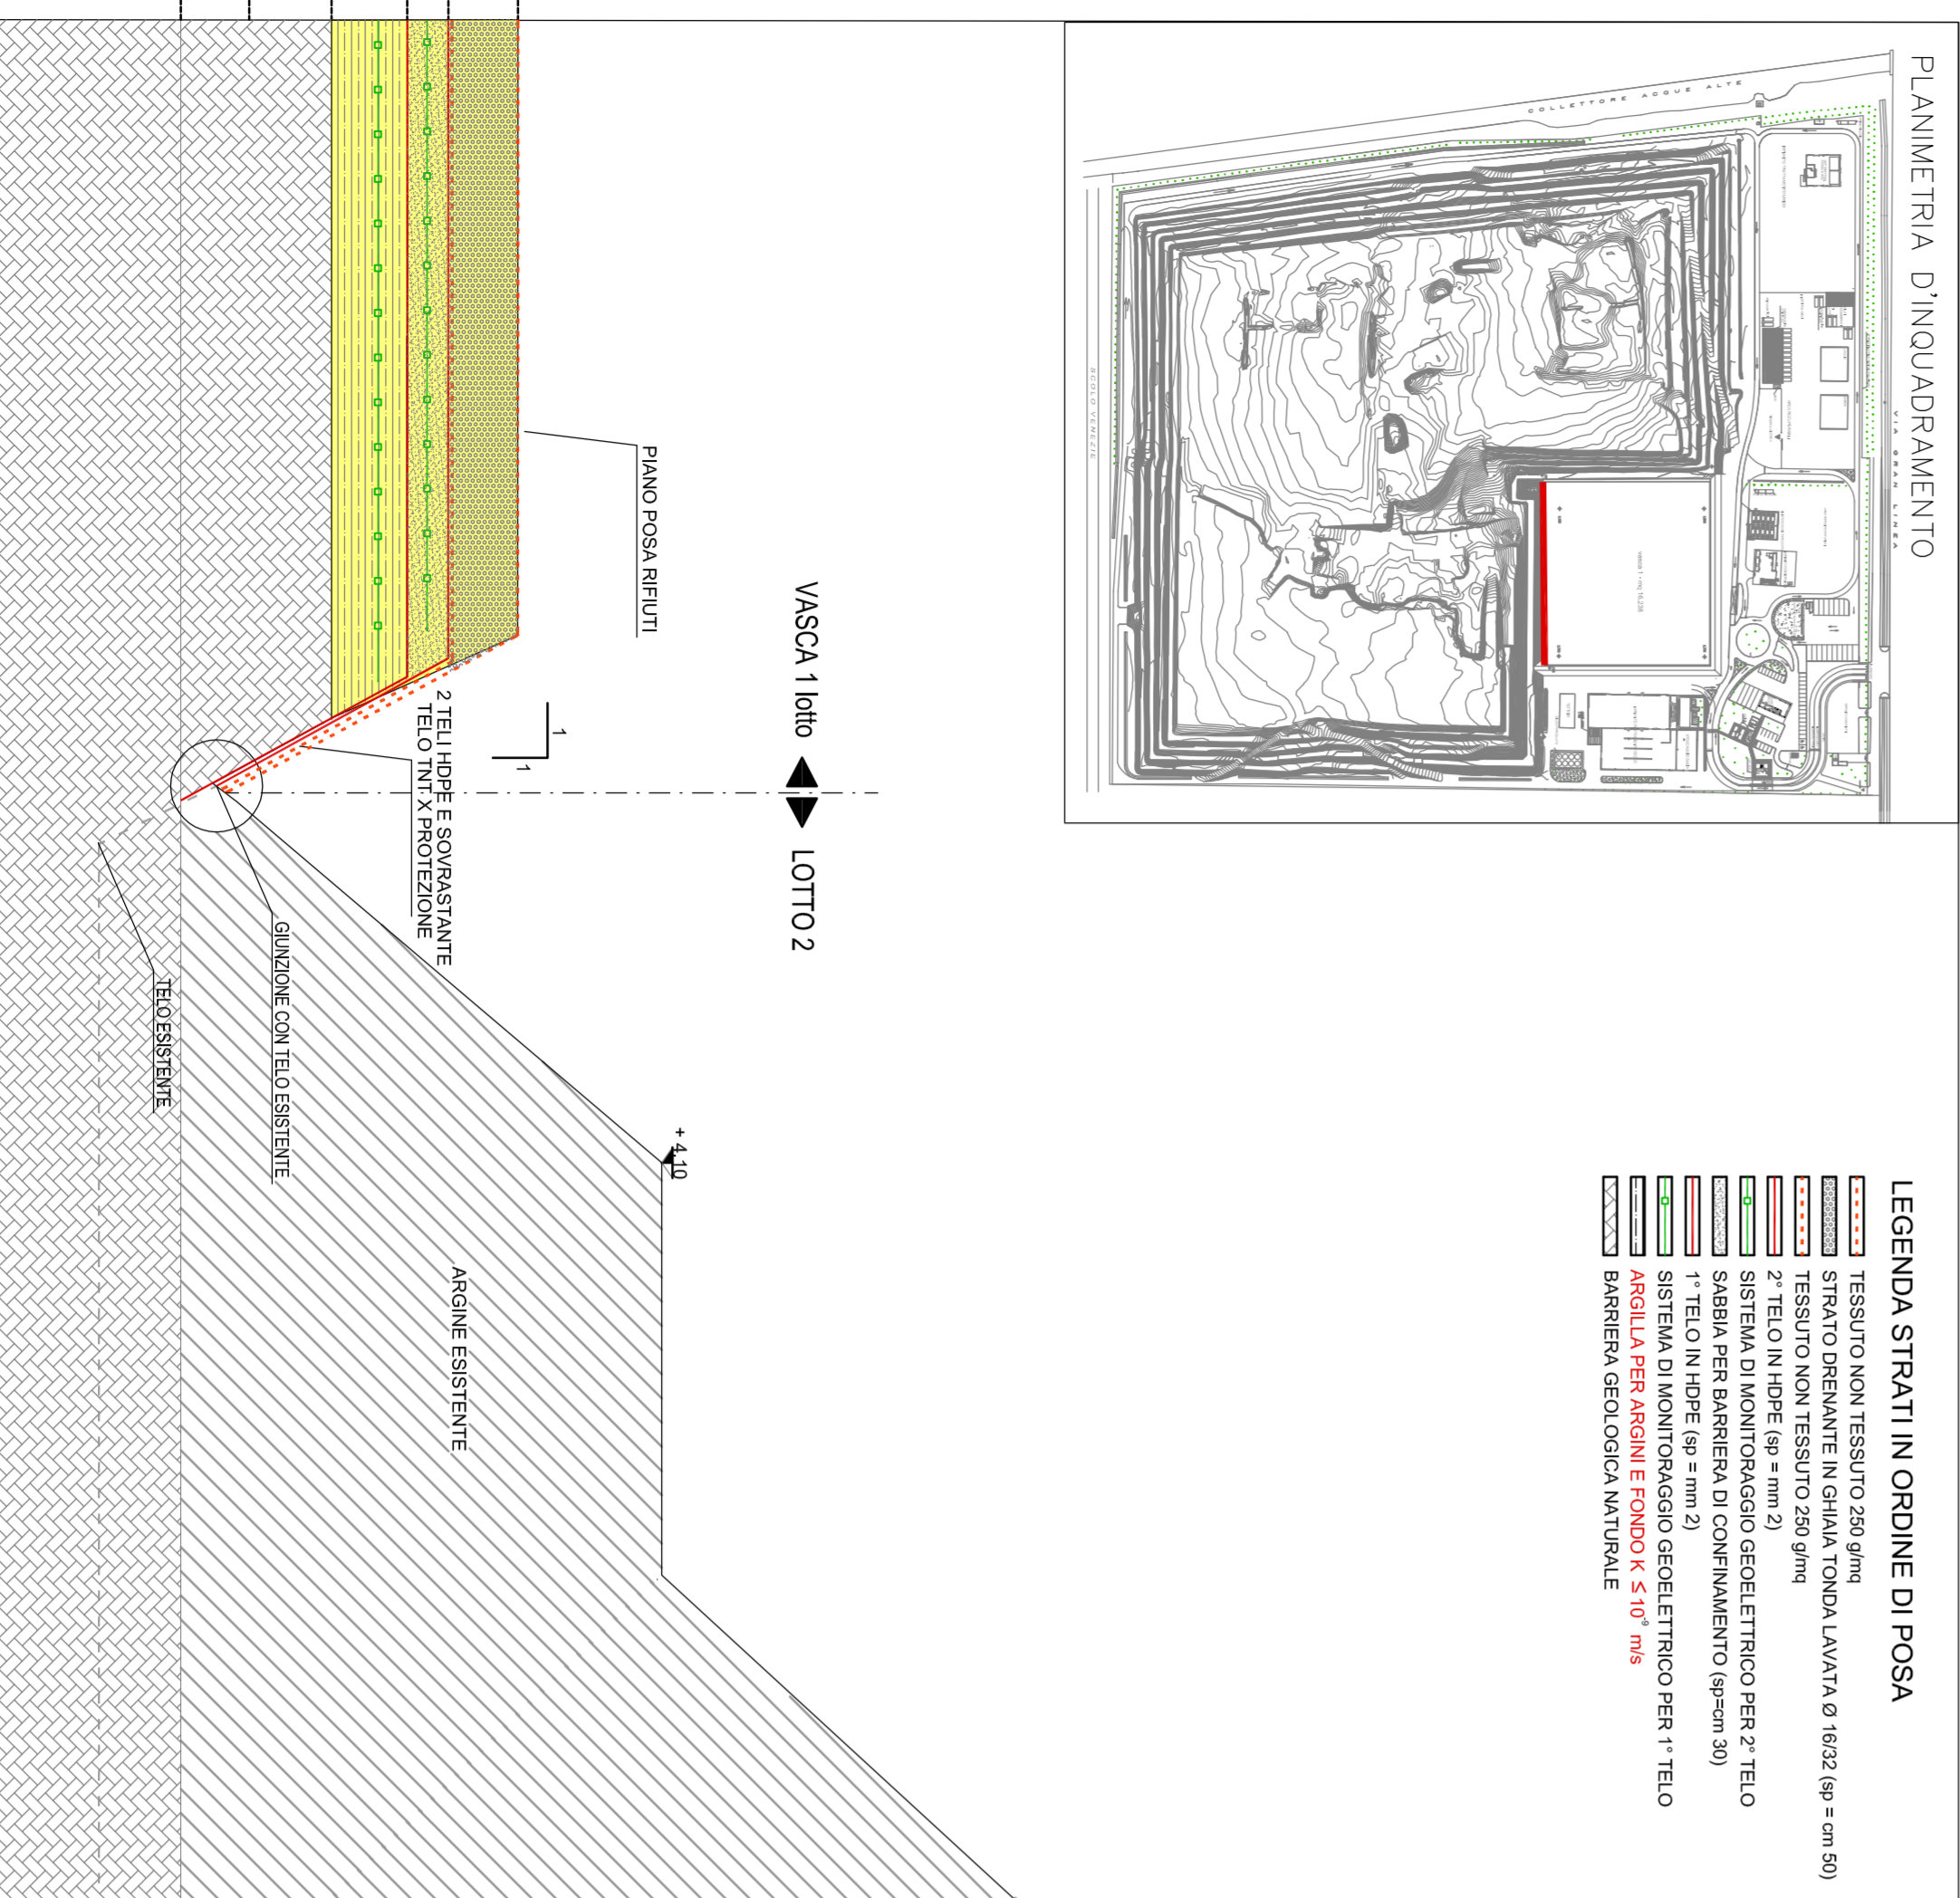 PLANIMETRIA D'INQUADRAMENTO
COLLETTORE ACQUE ALTE
VIA GRAN LINEA
SCOLO VENEZIE
LEGENDA STRATI IN ORDINE DI POSA
TESSUTO NON TESSUTO 250 g/mq
STRATO DRENANTE IN GHIAIA TONDA LAVATA Ø 16/32 (sp = cm 50)
TESSUTO NON TESSUTO 250 g/mq
2° TELO IN HDPE (sp = mm 2)
SISTEMA DI MONITORAGGIO GEOELETTRICO PER 2° TELO
SABBIA PER BARRIERA DI CONFINAMENTO (sp=cm 30)
1° TELO IN HDPE (sp = mm 2)
SISTEMA DI MONITORAGGIO GEOELETTRICO PER 1° TELO
ARGILLA PER ARGINI E FONDO K ≤ 10⁻⁹ m/s
BARRIERA GEOLOGICA NATURALE
VASCA 1 lotto
LOTTO 2
PIANO POSA RIFIUTI
1
1
2 TELI HDPE E SOVRASTANTE
TELO TNT X PROTEZIONE
+ 4.10
ARGINE ESISTENTE
GIUNZIONE CON TELO ESISTENTE
TELO ESISTENTE